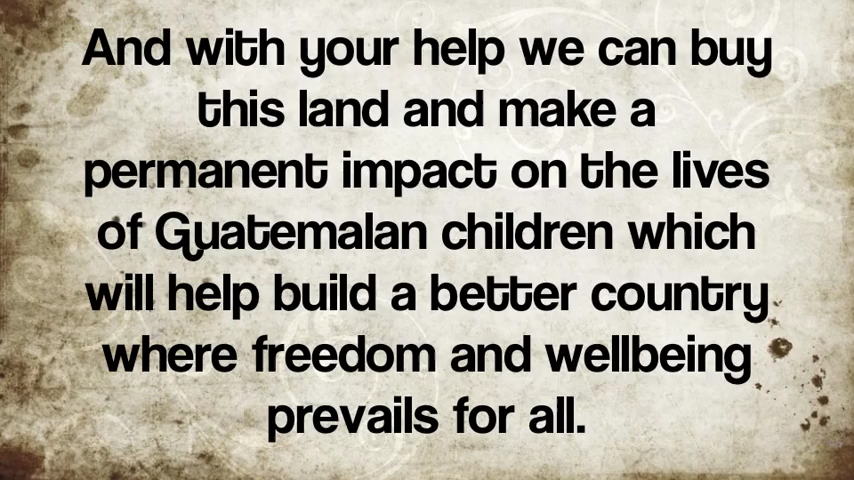 And with your help we can buy
this land and make a
permanent impact on the lives
of Guatemalan children which
will help build a better country
where freedom and wellbeing
prevails for all.